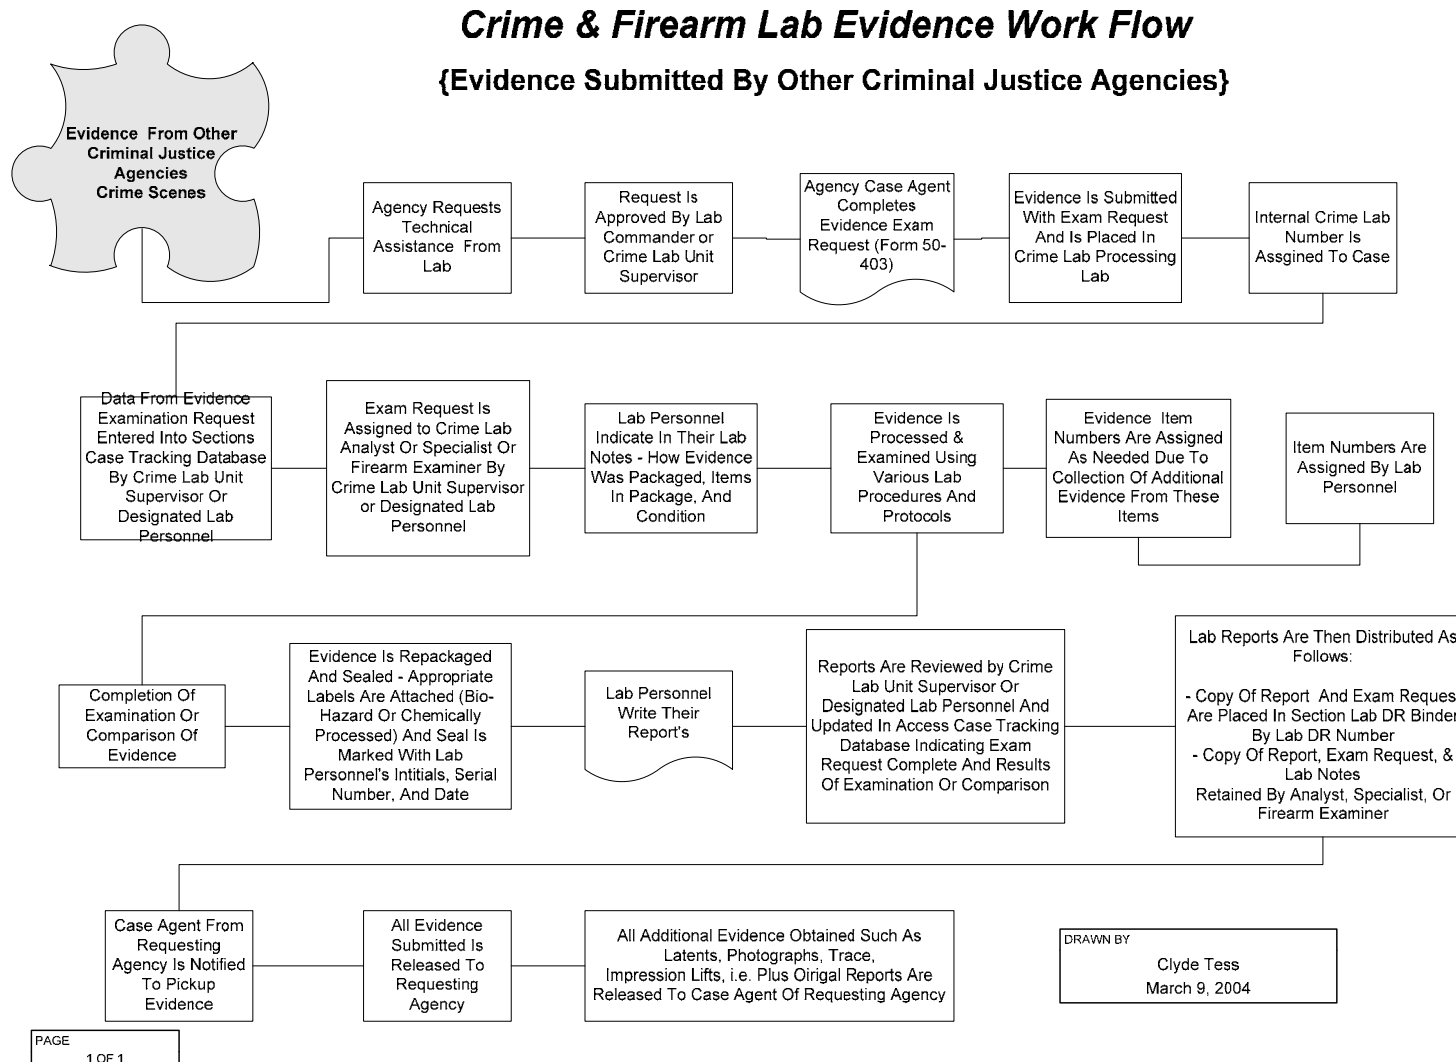 Crime & Firearm Lab Evidence Work Flow
{Evidence Submitted By Other Criminal Justice Agencies}
Evidence From Other
Criminal Justice
Agencies
Crime Scenes
Agency Requests
Technical
Assistance From
Lab
Request Is
Approved By Lab
Commander or
Crime Lab Unit
Supervisor
Agency Case Agent
Completes
Evidence Exam
Request (Form 50-
403)
Evidence Is Submitted
With Exam Request
And Is Placed In
Crime Lab Processing
Lab
Internal Crime Lab
Number Is
Assgined To Case
Data From Evidence
Examination Request
Entered Into Sections
Case Tracking Database
By Crime Lab Unit
Supervisor Or
Designated Lab
Personnel
Exam Request Is
Assigned to Crime Lab
Analyst Or Specialist Or
Firearm Examiner By
Crime Lab Unit Supervisor
or Designated Lab
Personnel
Lab Personnel
Indicate In Their Lab
Notes - How Evidence
Was Packaged, Items
In Package, And
Condition
Evidence Is
Processed &
Examined Using
Various Lab
Procedures And
Protocols
Evidence Item
Numbers Are Assigned
As Needed Due To
Collection Of Additional
Evidence From These
Items
Item Numbers Are
Assigned By Lab
Personnel
Completion Of
Examination Or
Comparison Of
Evidence
Evidence Is Repackaged
And Sealed - Appropriate
Labels Are Attached (Bio-
Hazard Or Chemically
Processed) And Seal Is
Marked With Lab
Personnel's Intitials, Serial
Number, And Date
Lab Personnel
Write Their
Report's
Reports Are Reviewed by Crime
Lab Unit Supervisor Or
Designated Lab Personnel And
Updated In Access Case Tracking
Database Indicating Exam
Request Complete And Results
Of Examination Or Comparison
Lab Reports Are Then Distributed As
Follows:
- Copy Of Report And Exam Reques
Are Placed In Section Lab DR Binder
By Lab DR Number
- Copy Of Report, Exam Request, &
Lab Notes
Retained By Analyst, Specialist, Or
Firearm Examiner
Case Agent From
Requesting
Agency Is Notified
To Pickup
Evidence
All Evidence
Submitted Is
Released To
Requesting
Agency
All Additional Evidence Obtained Such As
Latents, Photographs, Trace,
Impression Lifts, i.e. Plus Oirigal Reports Are
Released To Case Agent Of Requesting Agency
DRAWN BY
Clyde Tess
March 9, 2004
PAGE
1 OF 1